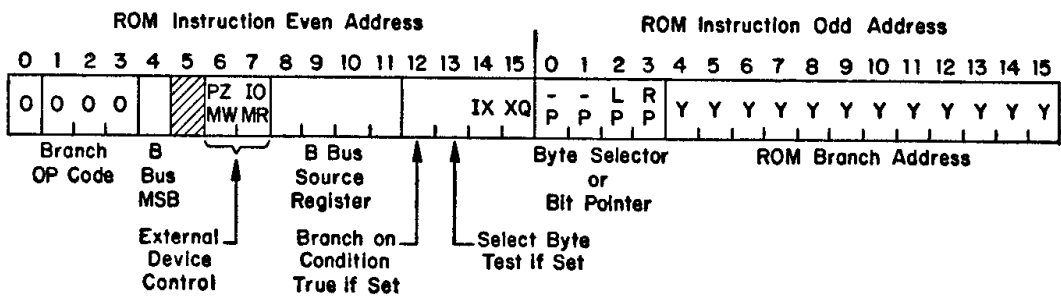 ROM Instruction Even Address ROM Instruction Odd Address
0 1 2 3 4 5 6 7 8 9 10 11 12 13 14 15 0 1 2 3 4 5 6 7 8 9 10 11 12 13 14 15
PZ IO - - L R
0 0 0 0 MW MR IX XQ P P P P Y Y Y Y Y Y Y Y Y Y Y Y
Branch OP Code
B Bus MSB
B Bus Source Register
Byte Selector or Bit Pointer
ROM Branch Address
External Device Control
Branch on Condition True if Set
Select Byte Test if Set